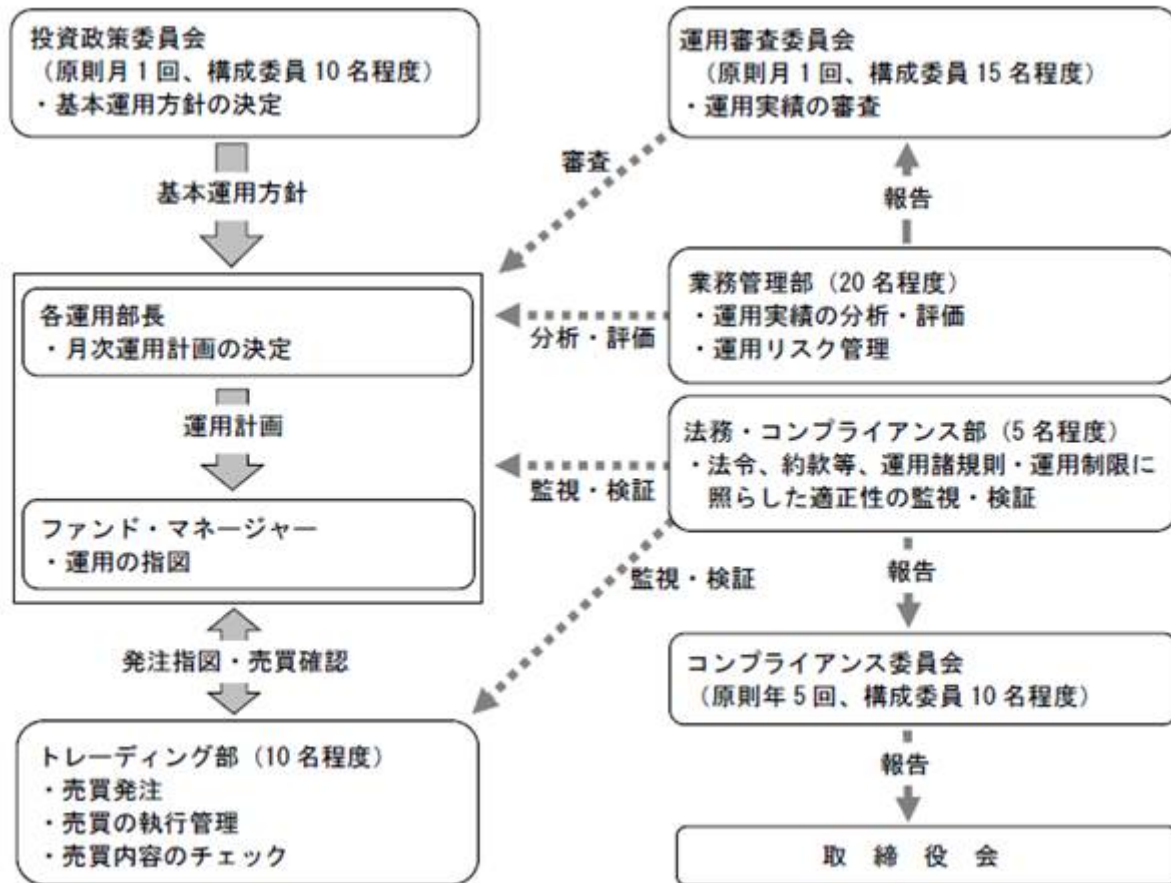 投資政策委員会
(原則月1回、構成委員 10 名程度)
・基本運用方針の決定
基本運用方針
各運用部長
・月次運用計画の決定
運用計画
ファンド・マネージャー
・運用の指図
発注指図・売買確認
トレーディング部(10 名程度)
・売買発注
・売買の執行管理
・売買内容のチェック
運用審査委員会
(原則月1回、構成委員 15 名程度)
・運用実績の審査
審査
報告
業務管理部(20 名程度)
・運用実績の分析・評価
・運用リスク管理
分析・評価
法務・コンプライアンス部(5 名程度)
・法令、約款等、運用諸規則・運用制限に
照らした適正性の監視・検証
監視・検証
監視・検証
報告
コンプライアンス委員会
(原則年5回、構成委員 10 名程度)
報告
取 締 役 会